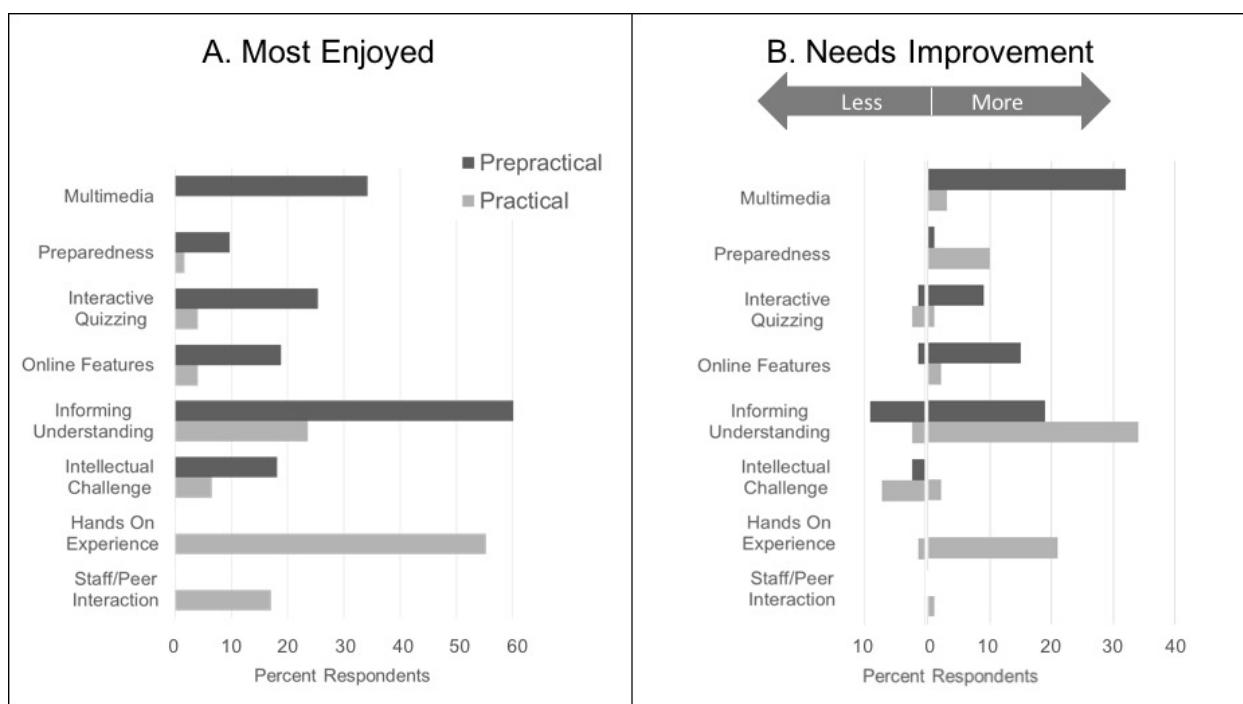 A. Most Enjoyed
Prepractical
Practical
Multimedia
Preparedness
Interactive
Quizzing
Online Features
Informing
Understanding
Intellectual
Challenge
Hands On
Experience
Staff/Peer
Interaction
0 10 20 30 40 50 60
Percent Respondents
B. Needs Improvement
Less More
Multimedia
Preparedness
Interactive
Quizzing
Online Features
Informing
Understanding
Intellectual
Challenge
Hands On
Experience
Staff/Peer
Interaction
10 0 10 20 30 40
Percent Respondents